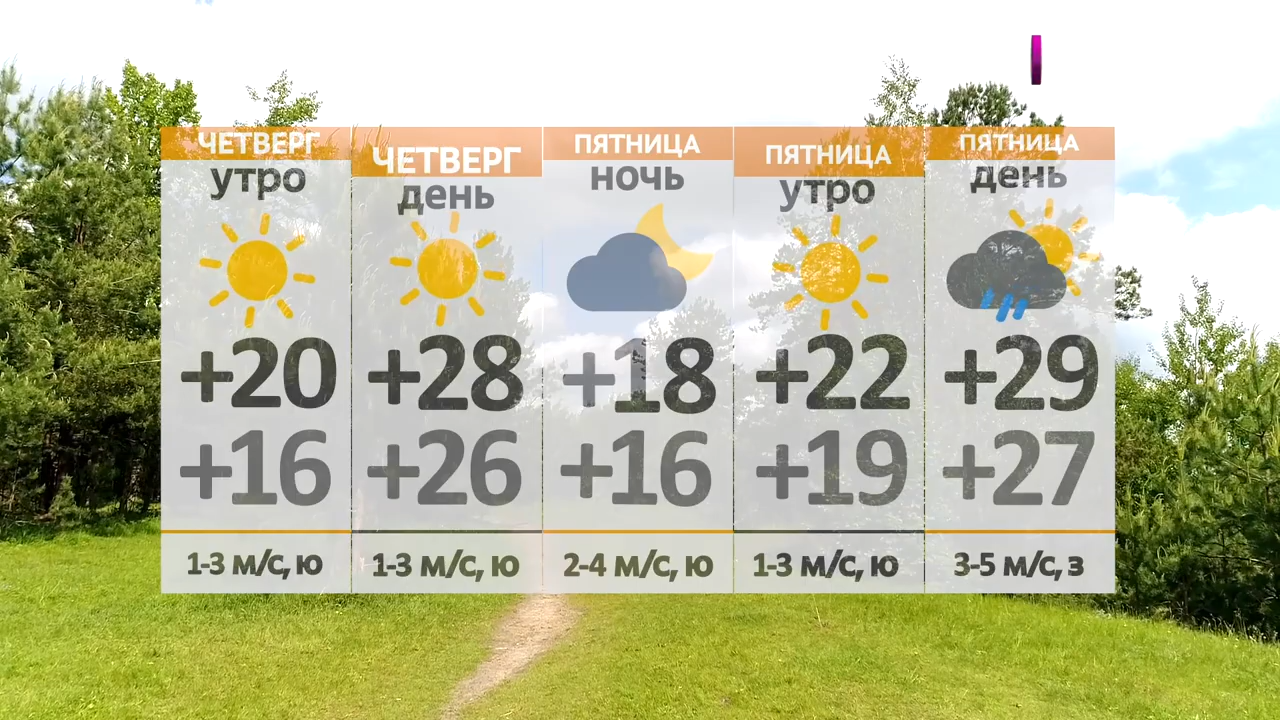 ЧЕТВЕРГ
утро
+20
+16
1-3 м/с, ю
ЧЕТВЕРГ
день
+28
+26
1-3 м/с, ю
ПЯТНИЦА
ночь
+18
+16
2-4 м/с, ю
ПЯТНИЦА
утро
+22
+19
1-3 м/с, ю
ПЯТНИЦА
день
+29
+27
3-5 м/с, з